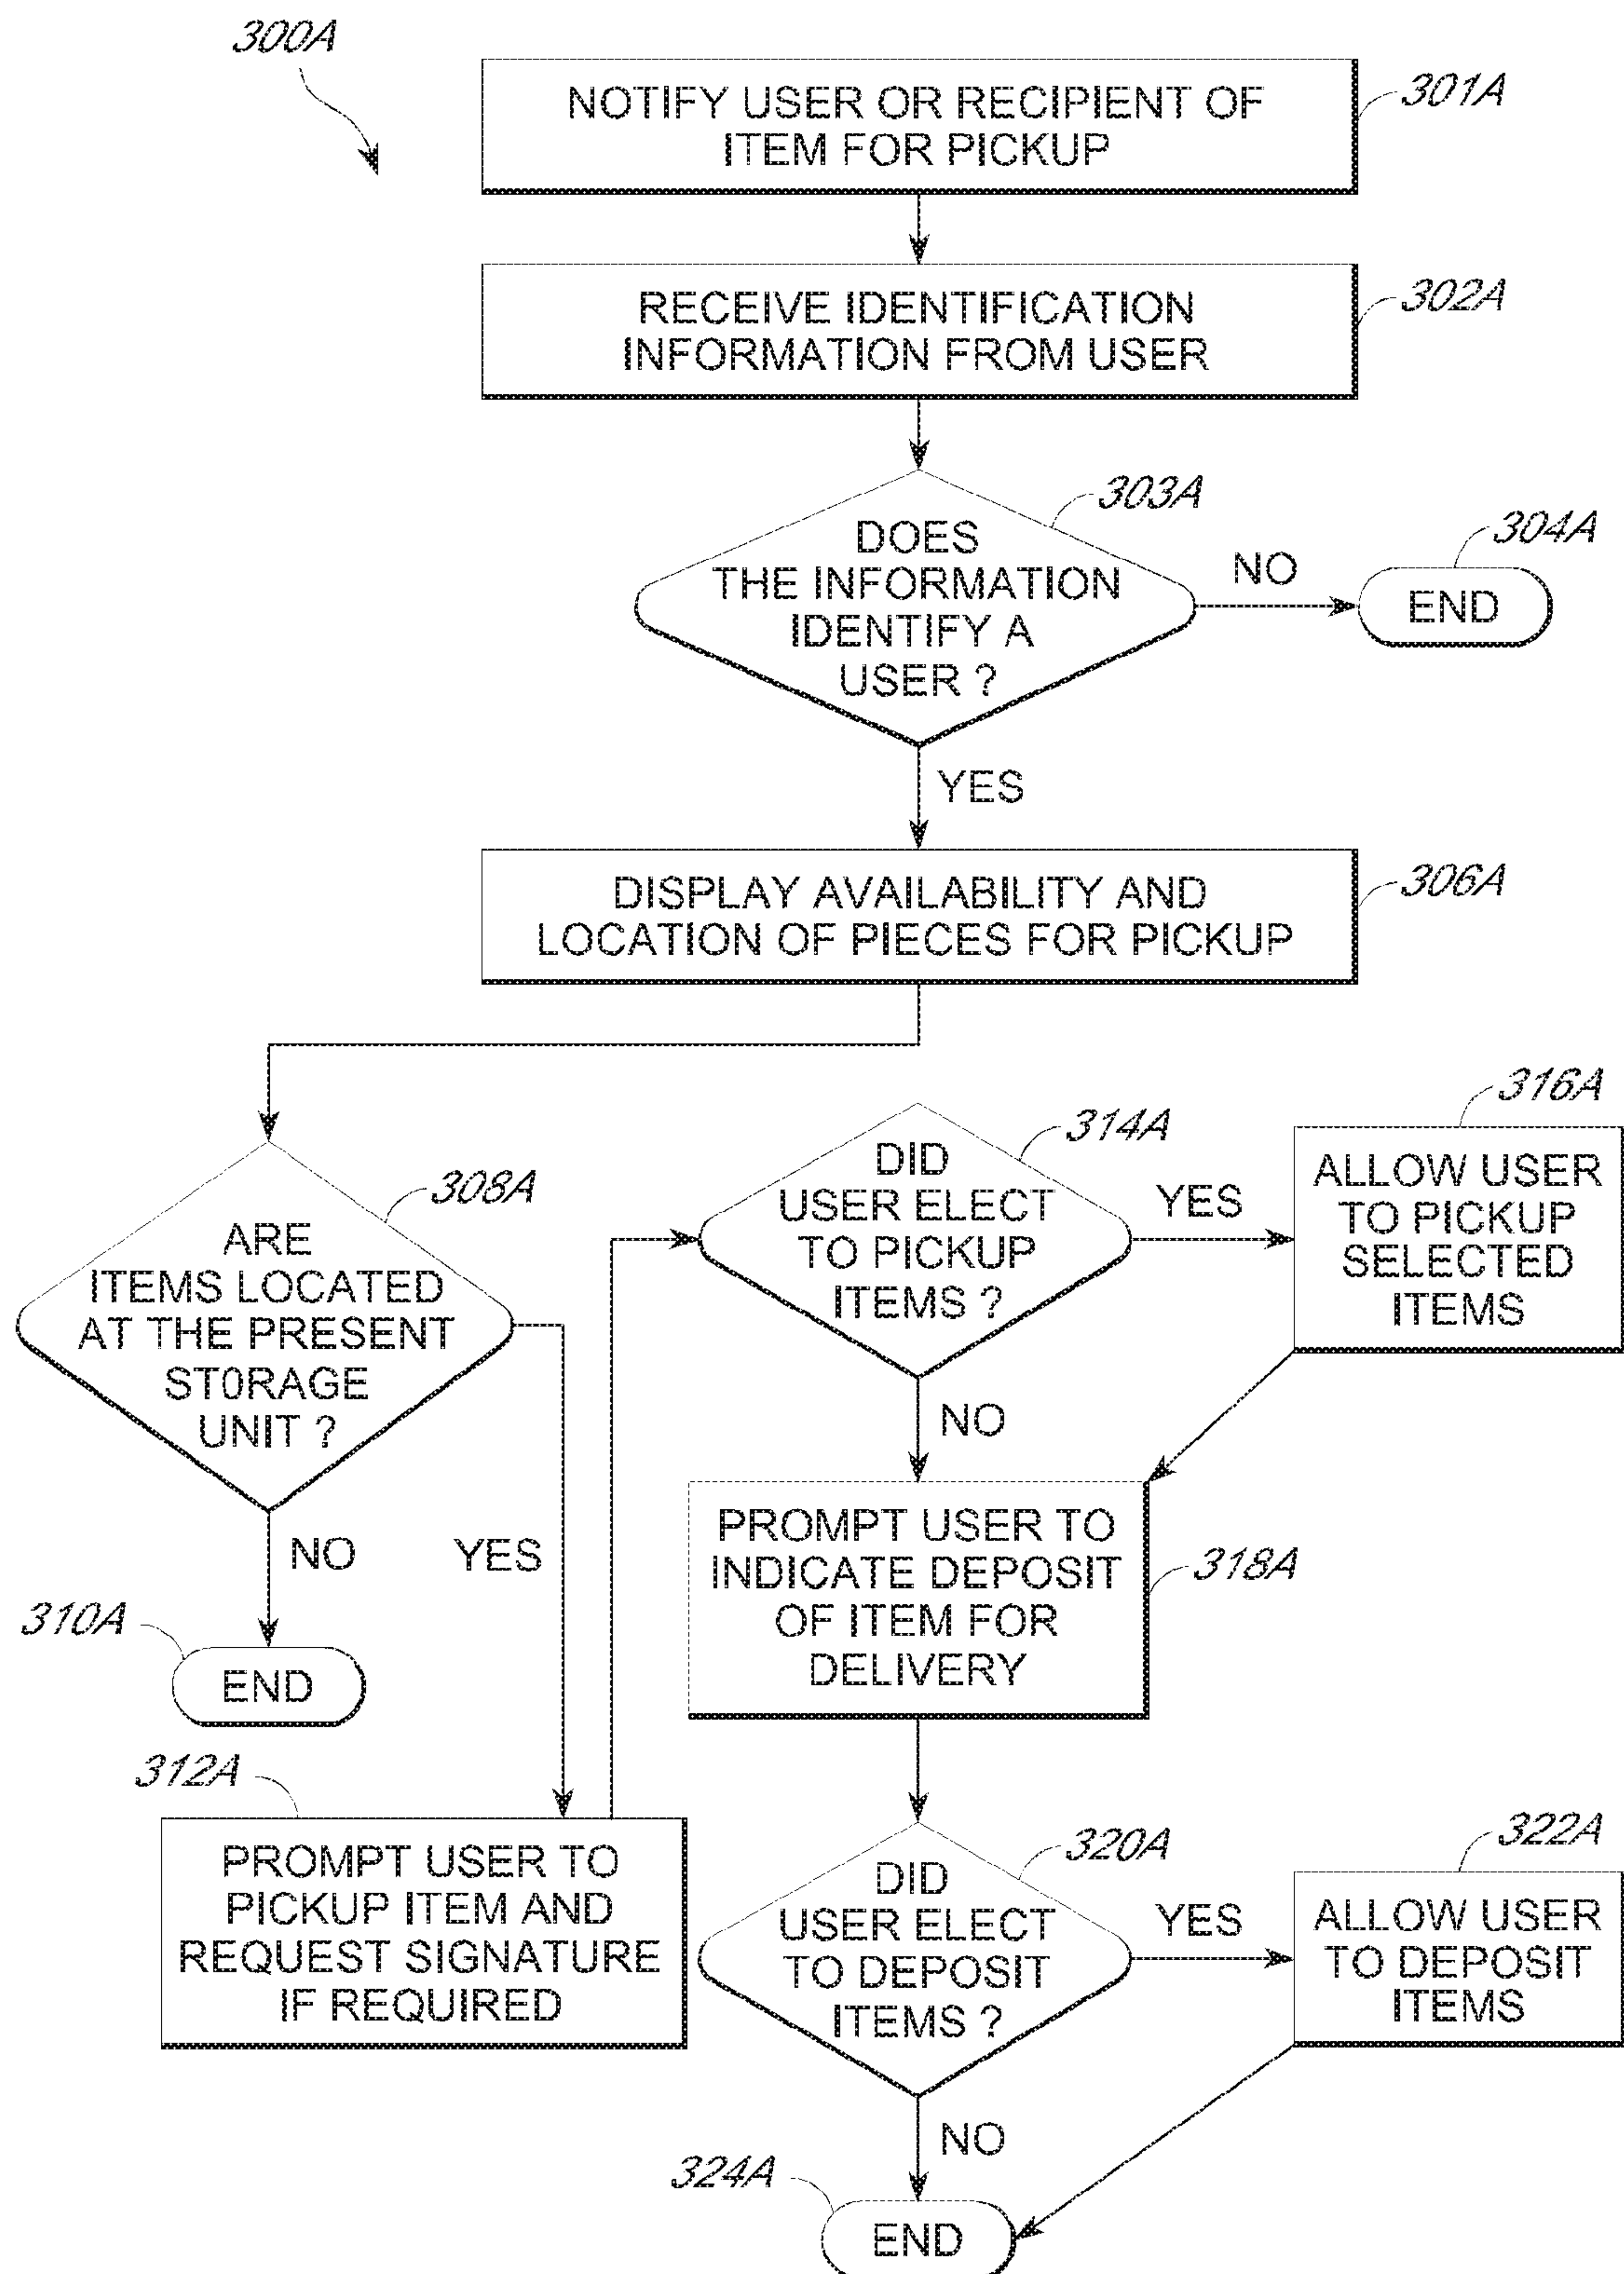 300A
NOTIFY USER OR RECIPIENT OF
ITEM FOR PICKUP
301A
RECEIVE IDENTIFICATION
INFORMATION FROM USER
302A
303A
DOES
THE INFORMATION
IDENTIFY A
USER ?
NO
304A
END
YES
DISPLAY AVAILABILITY AND
LOCATION OF PIECES FOR PICKUP
306A
308A
ARE
ITEMS LOCATED
AT THE PRESENT
ST0RAGE
UNIT ?
NO
YES
310A
END
312A
PROMPT USER TO
PICKUP ITEM AND
REQUEST SIGNATURE
IF REQUIRED
314A
DID
USER ELECT
TO PICKUP
ITEMS ?
YES
316A
ALLOW USER
TO PICKUP
SELECTED
ITEMS
NO
PROMPT USER TO
INDICATE DEPOSIT
OF ITEM FOR
DELIVERY
318A
320A
DID
USER ELECT
TO DEPOSIT
ITEMS ?
YES
322A
ALLOW USER
TO DEPOSIT
ITEMS
NO
324A
END